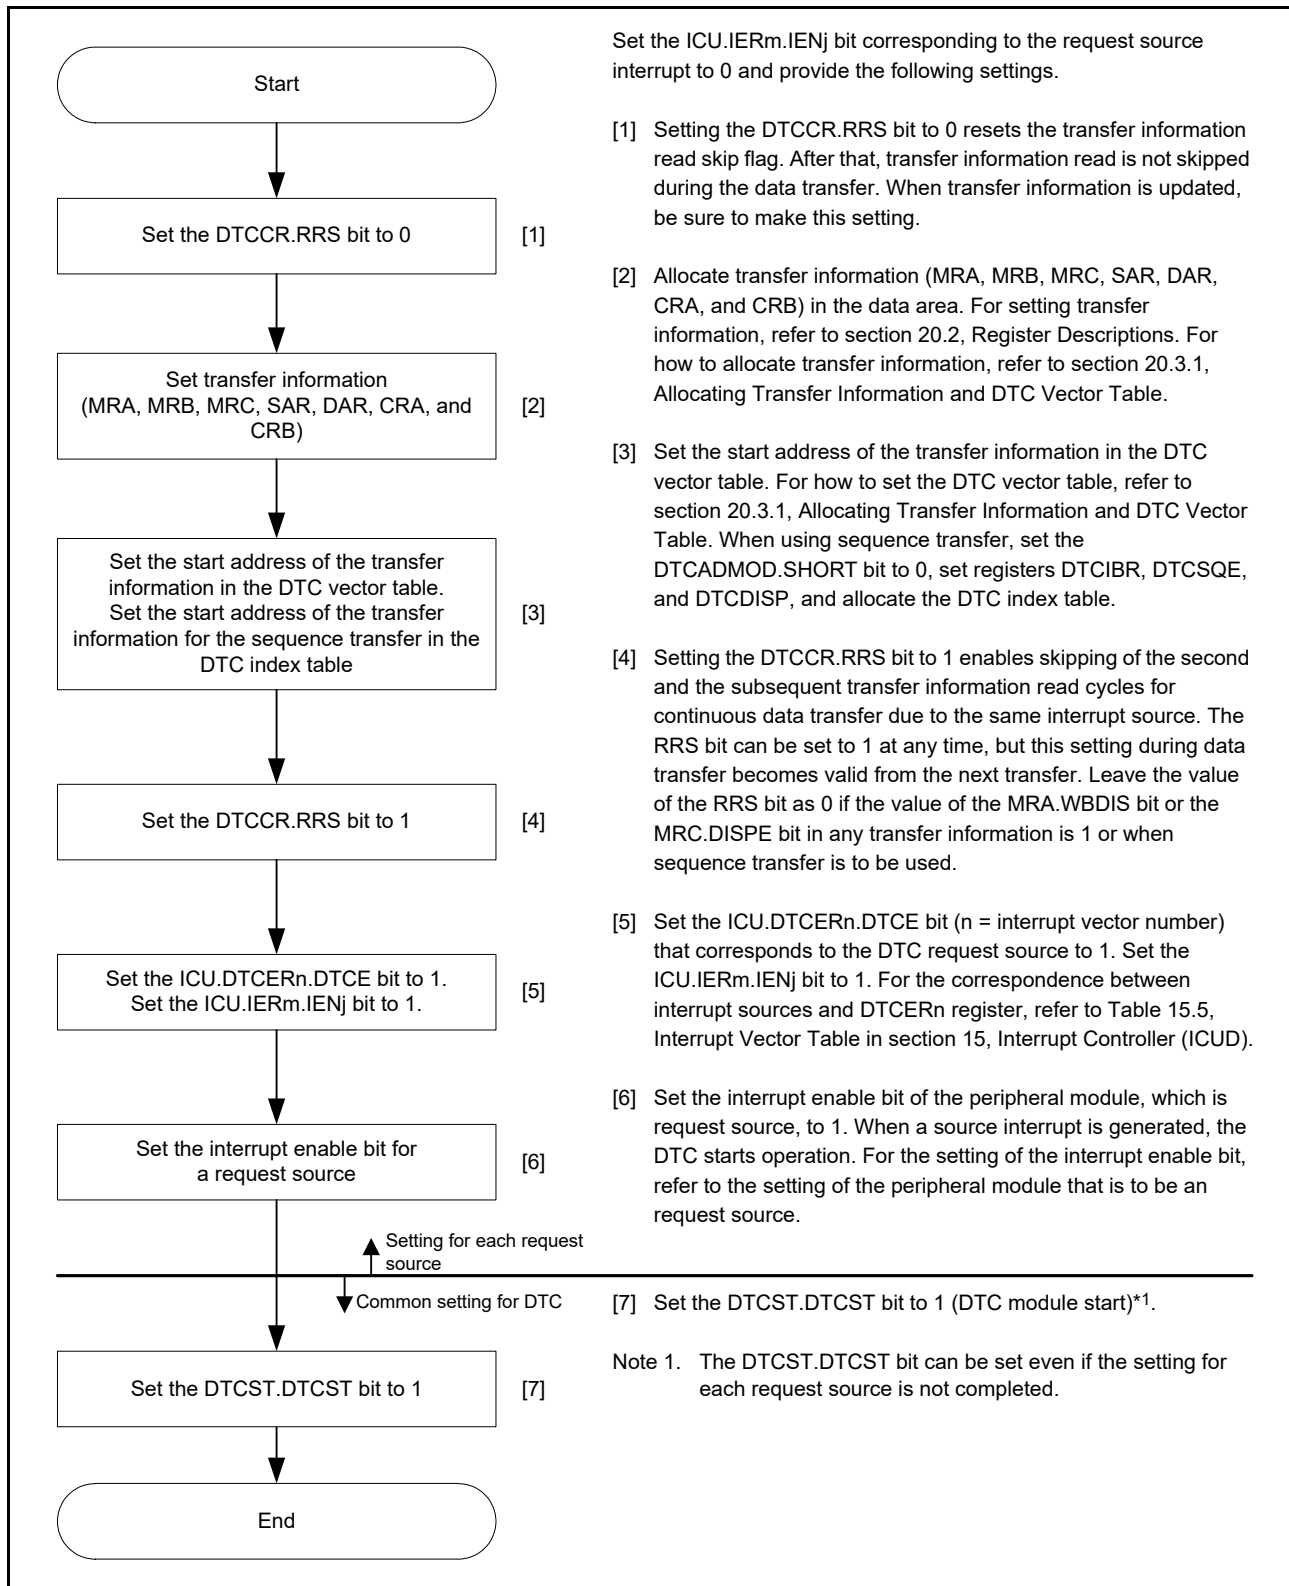 Start
Set the DTCCR.RRS bit to 0
[1]
Set transfer information
(MRA, MRB, MRC, SAR, DAR, CRA, and
CRB)
[2]
Set the start address of the transfer
information in the DTC vector table.
Set the start address of the transfer
information for the sequence transfer in the
DTC index table
[3]
Set the DTCCR.RRS bit to 1
[4]
Set the ICU.DTCERn.DTCE bit to 1.
Set the ICU.IERm.IENj bit to 1.
[5]
Set the interrupt enable bit for
a request source
[6]
Setting for each request
source
Common setting for DTC
Set the DTCST.DTCST bit to 1
[7]
End
Set the ICU.IERm.IENj bit corresponding to the request source
interrupt to 0 and provide the following settings.
[1] Setting the DTCCR.RRS bit to 0 resets the transfer information
read skip flag. After that, transfer information read is not skipped
during the data transfer. When transfer information is updated,
be sure to make this setting.
[2] Allocate transfer information (MRA, MRB, MRC, SAR, DAR,
CRA, and CRB) in the data area. For setting transfer
information, refer to section 20.2, Register Descriptions. For
how to allocate transfer information, refer to section 20.3.1,
Allocating Transfer Information and DTC Vector Table.
[3] Set the start address of the transfer information in the DTC
vector table. For how to set the DTC vector table, refer to
section 20.3.1, Allocating Transfer Information and DTC Vector
Table. When using sequence transfer, set the
DTCADMOD.SHORT bit to 0, set registers DTCIBR, DTCSQE,
and DTCDISP, and allocate the DTC index table.
[4] Setting the DTCCR.RRS bit to 1 enables skipping of the second
and the subsequent transfer information read cycles for
continuous data transfer due to the same interrupt source. The
RRS bit can be set to 1 at any time, but this setting during data
transfer becomes valid from the next transfer. Leave the value
of the RRS bit as 0 if the value of the MRA.WBDIS bit or the
MRC.DISPE bit in any transfer information is 1 or when
sequence transfer is to be used.
[5] Set the ICU.DTCERn.DTCE bit (n = interrupt vector number)
that corresponds to the DTC request source to 1. Set the
ICU.IERm.IENj bit to 1. For the correspondence between
interrupt sources and DTCERn register, refer to Table 15.5,
Interrupt Vector Table in section 15, Interrupt Controller (ICUD).
[6] Set the interrupt enable bit of the peripheral module, which is
request source, to 1. When a source interrupt is generated, the
DTC starts operation. For the setting of the interrupt enable bit,
refer to the setting of the peripheral module that is to be an
request source.
[7] Set the DTCST.DTCST bit to 1 (DTC module start)*1.
Note 1. The DTCST.DTCST bit can be set even if the setting for
each request source is not completed.